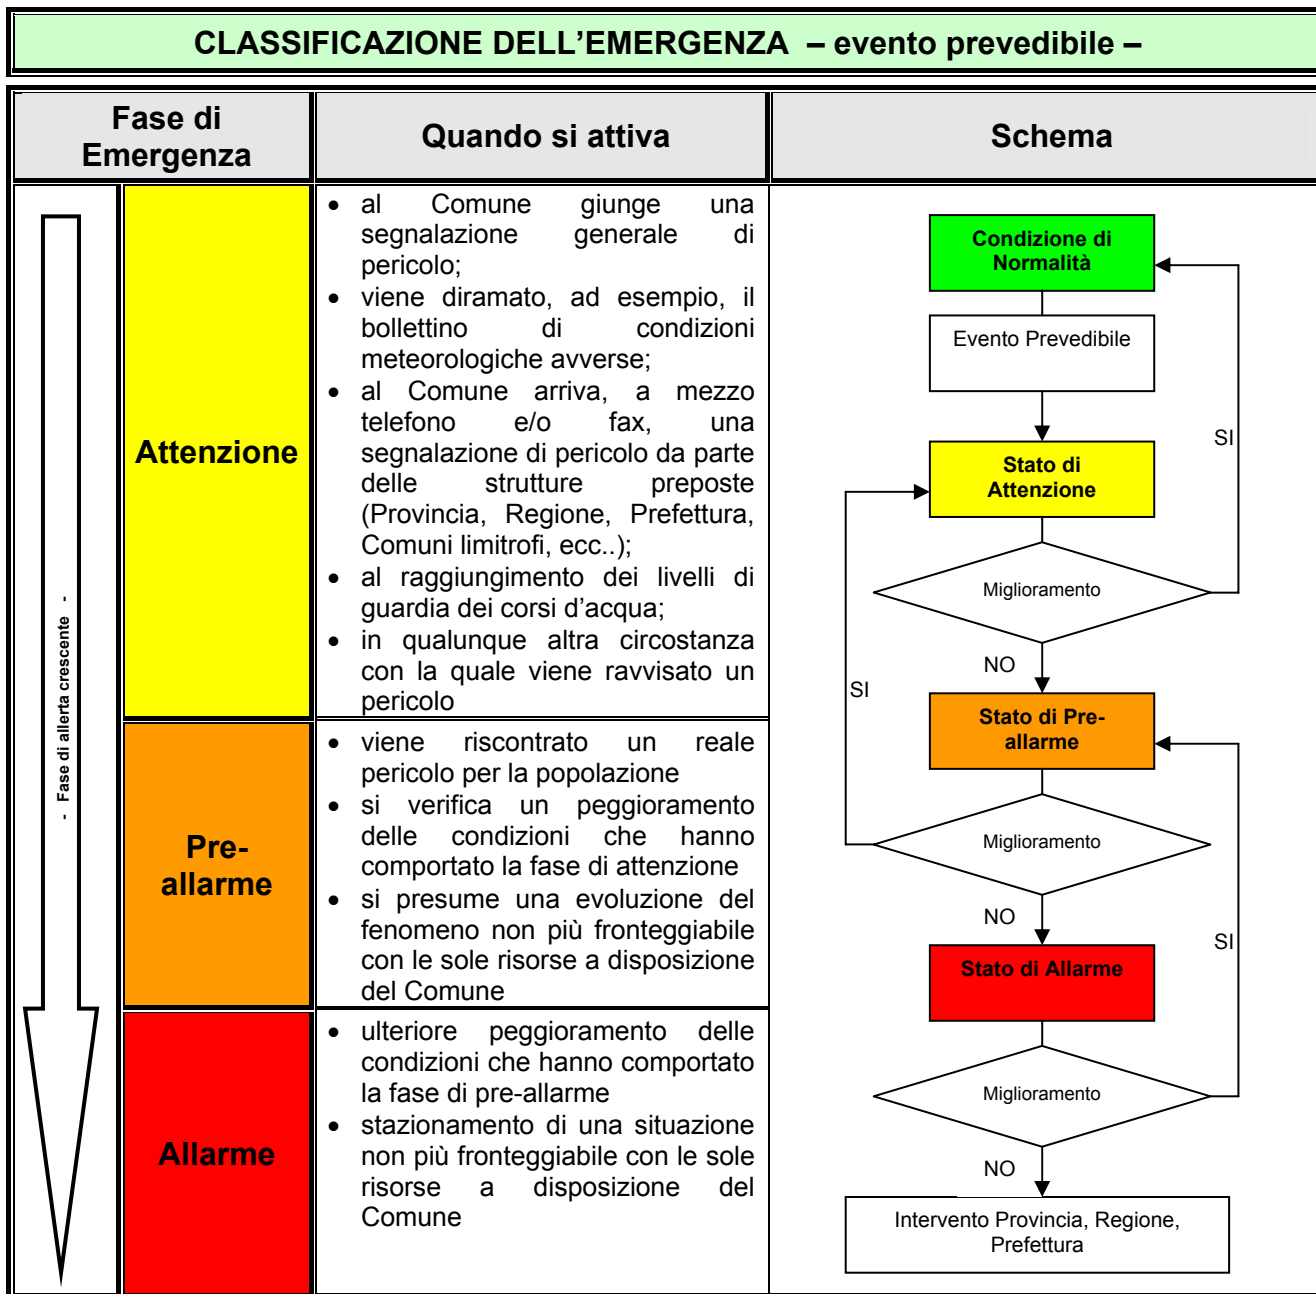 CLASSIFICAZIONE DELL’EMERGENZA – evento prevedibile –
Fase di
Emergenza
Quando si attiva
Schema
- Fase di allerta crescente -
Attenzione
• al Comune giunge una
segnalazione generale di
pericolo;
• viene diramato, ad esempio, il
bollettino di condizioni
meteorologiche avverse;
• al Comune arriva, a mezzo
telefono e/o fax, una
segnalazione di pericolo da parte
delle strutture preposte
(Provincia, Regione, Prefettura,
Comuni limitrofi, ecc..);
• al raggiungimento dei livelli di
guardia dei corsi d’acqua;
• in qualunque altra circostanza
con la quale viene ravvisato un
pericolo
Pre-
allarme
• viene riscontrato un reale
pericolo per la popolazione
• si verifica un peggioramento
delle condizioni che hanno
comportato la fase di attenzione
• si presume una evoluzione del
fenomeno non più fronteggiabile
con le sole risorse a disposizione
del Comune
Allarme
• ulteriore peggioramento delle
condizioni che hanno comportato
la fase di pre-allarme
• stazionamento di una situazione
non più fronteggiabile con le sole
risorse a disposizione del
Comune
Condizione di
Normalità
Evento Prevedibile
SI
Stato di
Attenzione
Miglioramento
NO
SI
Stato di Pre-
allarme
Miglioramento
NO
SI
Stato di Allarme
Miglioramento
NO
Intervento Provincia, Regione,
Prefettura